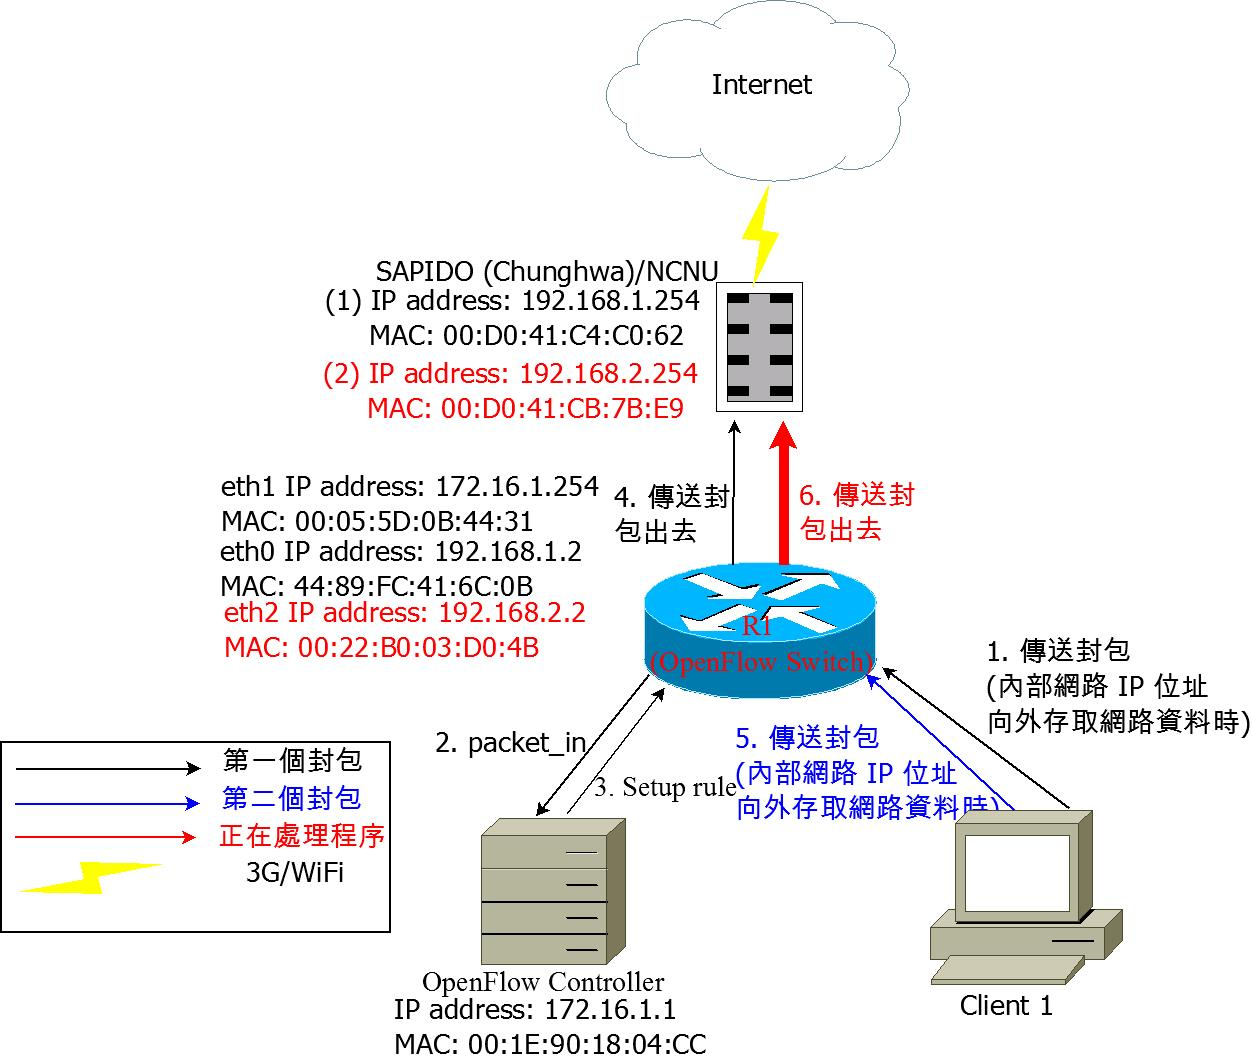 Internet
SAPIDO (Chunghwa)/NCNU
(1) IP address: 192.168.1.254
MAC: 00:D0:41:C4:C0:62
(2) IP address: 192.168.2.254
MAC: 00:D0:41:CB:7B:E9
eth1 IP address: 172.16.1.254
MAC: 00:05:5D:0B:44:31
eth0 IP address: 192.168.1.2
MAC: 44:89:FC:41:6C:0B
eth2 IP address: 192.168.2.2
MAC: 00:22:B0:03:D0:4B
4. 傳送封
包出去
6. 傳送封
包出去
R1
(OpenFlow Switch)
1. 傳送封包
(內部網路 IP 位址
向外存取網路資料時)
2. packet_in
3. Setup rule
5. 傳送封包
(內部網路 IP 位址
向外存取網路資料時)
第一個封包
第二個封包
正在處理程序
3G/WiFi
OpenFlow Controller
IP address: 172.16.1.1
MAC: 00:1E:90:18:04:CC
Client 1